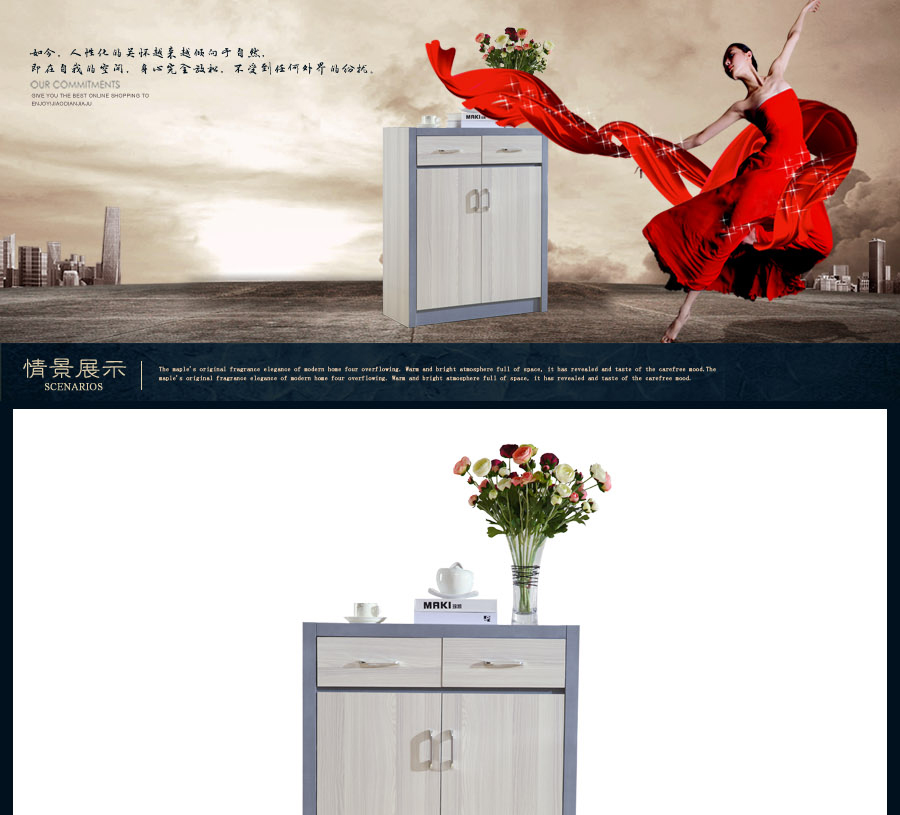 如今，人性化的关怀越来越倾向于自然，
即在自我的空间，身心完全放松，不受到任何外界的纷扰。
OUR COMMITMENTS
GIVE YOU THE BEST ONLINE SHOPPING TO
ENJOYIJIAODIANJIAJU
MAKI
情景展示
SCENARIOS
The maple's original fragrance elegance of modern home four overflowing. Warm and bright atmosphere full of space, it has revealed and taste of the carefree mood.The
maple's original fragrance elegance of modern home four overflowing. Warm and bright atmosphere full of space, it has revealed and taste of the carefree mood.
MAKI